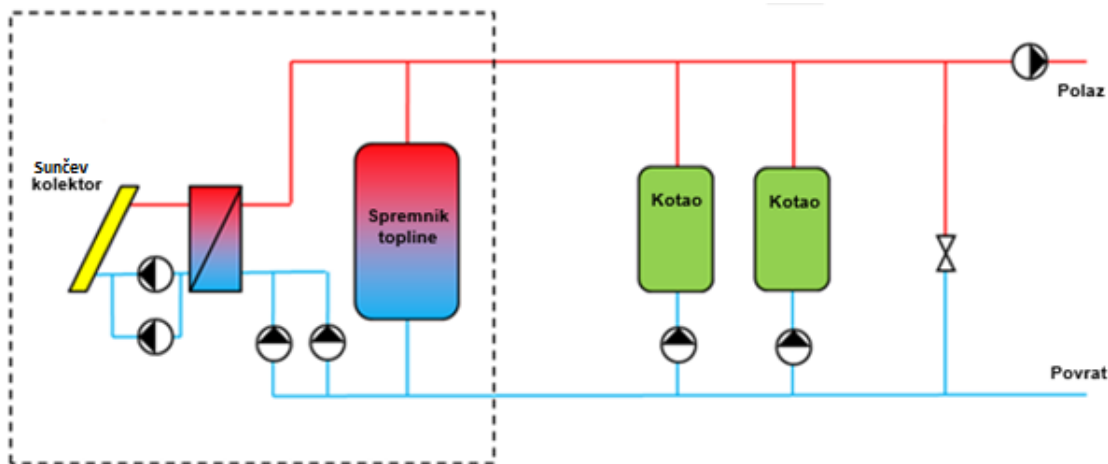 Sunčev
kolektor
Spremnik
topline
Kotao
Kotao
Polaz
Povrat